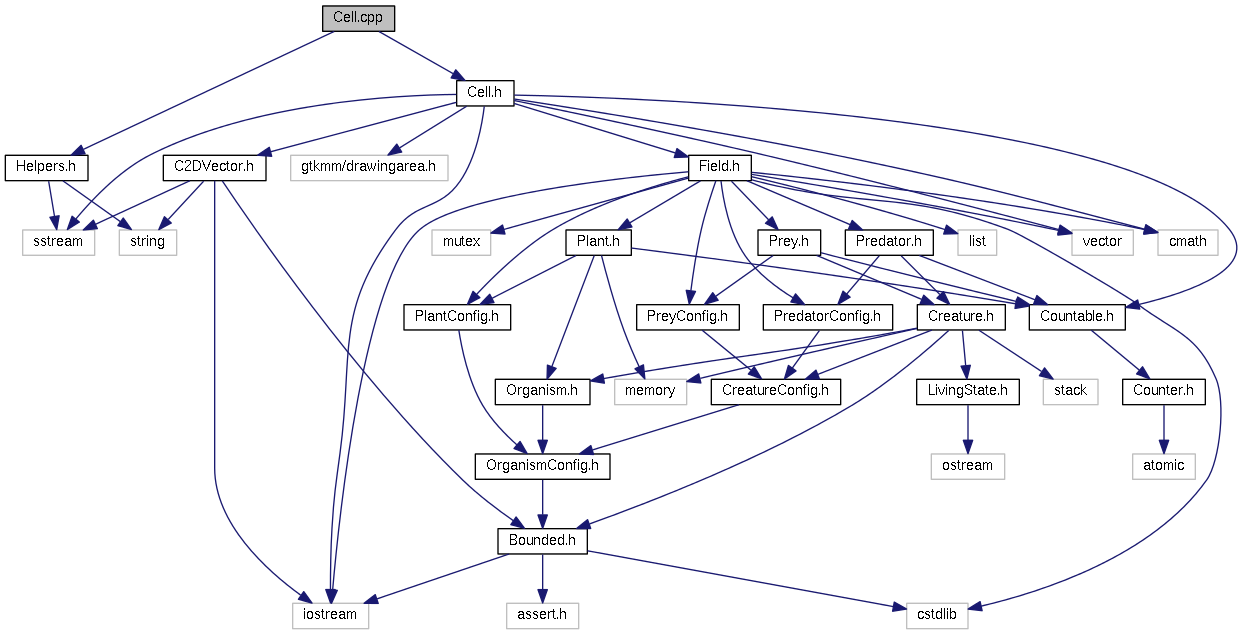 Cell.cpp
Cell.h
Helpers.h
C2DVector.h
gtkmm/drawingarea.h
Field.h
sstream
string
mutex
Plant.h
Prey.h
Predator.h
list
vector
cmath
PlantConfig.h
PreyConfig.h
PredatorConfig.h
Creature.h
Countable.h
Organism.h
memory
CreatureConfig.h
LivingState.h
stack
Counter.h
OrganismConfig.h
ostream
atomic
Bounded.h
iostream
assert.h
cstdlib